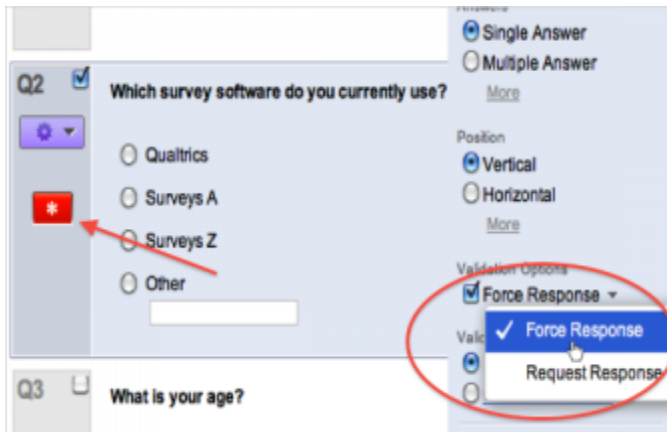 Answers
Single Answer
Multiple Answer
More
Q2
Which survey software do you currently use?
Qualtrics
Surveys A
Surveys Z
Other
*
Position
Vertical
Horizontal
More
Validation Options
Force Response
Force Response
Request Response
Q3
What is your age?